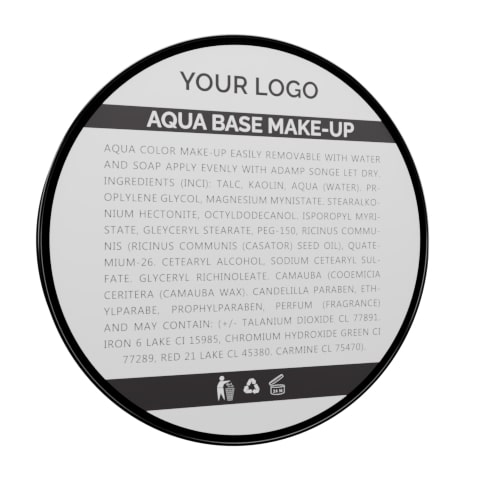 YOUR LOGO
AQUA BASE MAKE-UP
AQUA COLOR MAKE-UP EASILY REMOVABLE WITH WATER
AND SOAP APPLY EVENLY WITH ADAMP SONGE LET DRY.
INGREDIENTS (INCI): TALC, KAOLIN, AQUA (WATER). PR-
OPLYLENE GLYCOL, MAGNESIUM MYNISTATE, STEARALKO-
NIUM HECTONITE, OCTYLDODECANOL. ISPOROPYL MYRI-
STATE, GLEYCERYL STEARATE, PEG-150, RICINUS COMMU-
NIS (RICINUS COMMUNIS (CASATOR) SEED OIL), QUATE-
MIUM-26. CETEARYL ALCOHOL, SODIUM CETEARYL SUL-
FATE. GLYCERYL RICHINOLEATE. CAMAUBA (COOEMICIA
CERITERA (CAMAUBA WAX). CANDELILLA PARABEN, ETH-
YLPARABE, PROPHYLPARABEN, PERFUM (FRAGRANCE)
AND MAY CONTAIN: (+/- TALANIUM DIOXIDE CL 77891.
IRON 6 LAKE CI 15985, CHROMIUM HYDROXIDE GREEN CI
77289, RED 21 LAKE CL 45380. CARMINE CL 75470).
24 M